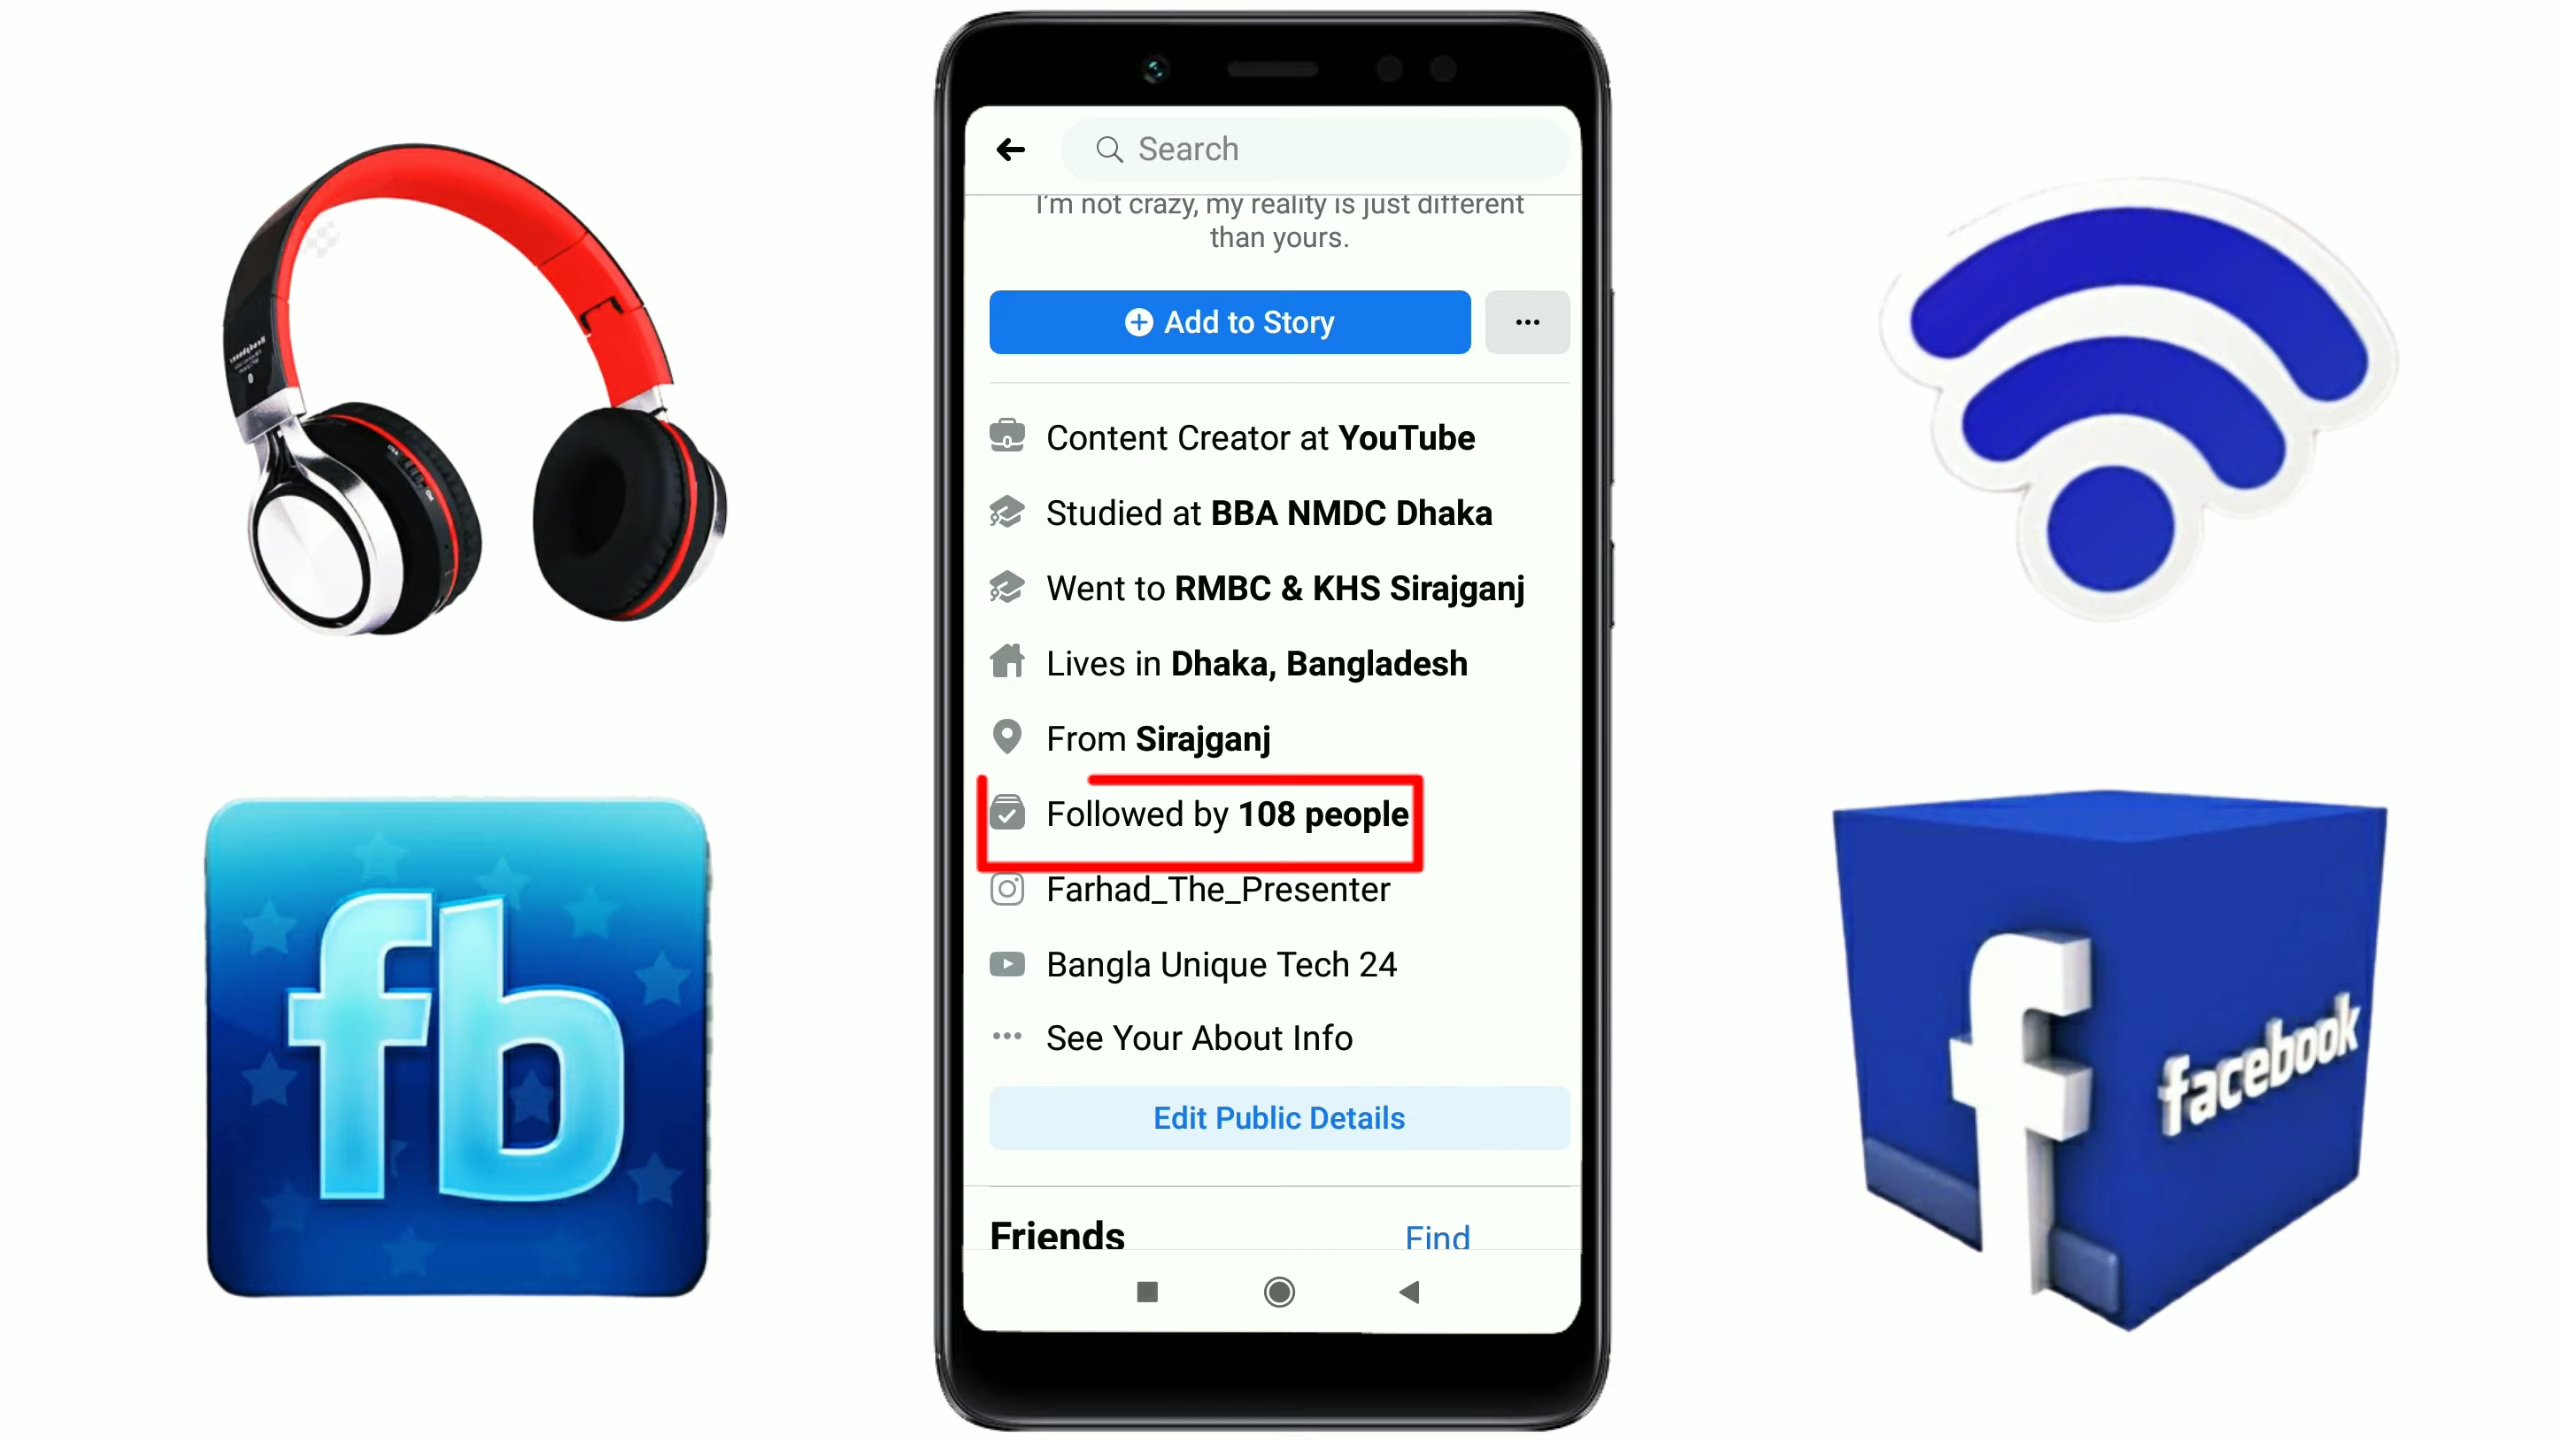 Search
I'm not crazy, my reality is just different
than yours.
Add to Story
Content Creator at YouTube
Studied at BBA NMDC Dhaka
Went to RMBC & KHS Sirajganj
Lives in Dhaka, Bangladesh
From Sirajganj
Followed by 108 people
Farhad_The_Presenter
Bangla Unique Tech 24
See Your About Info
Edit Public Details
Friends
Find
fb
f
facebook